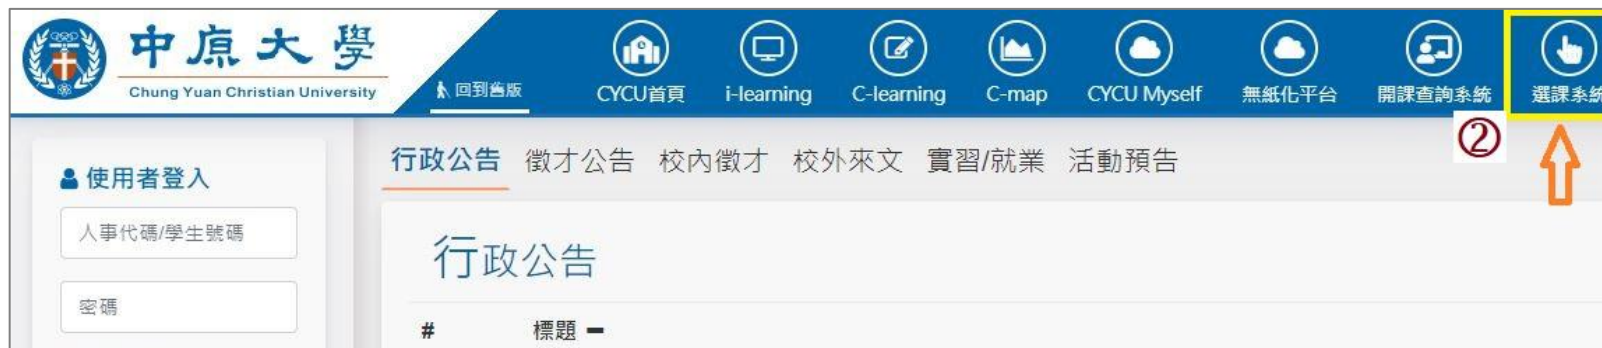 中原大學
Chung Yuan Christian University
回到舊版
CYCU首頁
i-learning
C-learning
C-map
CYCU Myself
無紙化平台
開課查詢系統
選課系統
②
使用者登入
人事代碼/學生號碼
密碼
行政公告 徵才公告 校內徵才 校外來文 實習/就業 活動預告
行政公告
# 標題